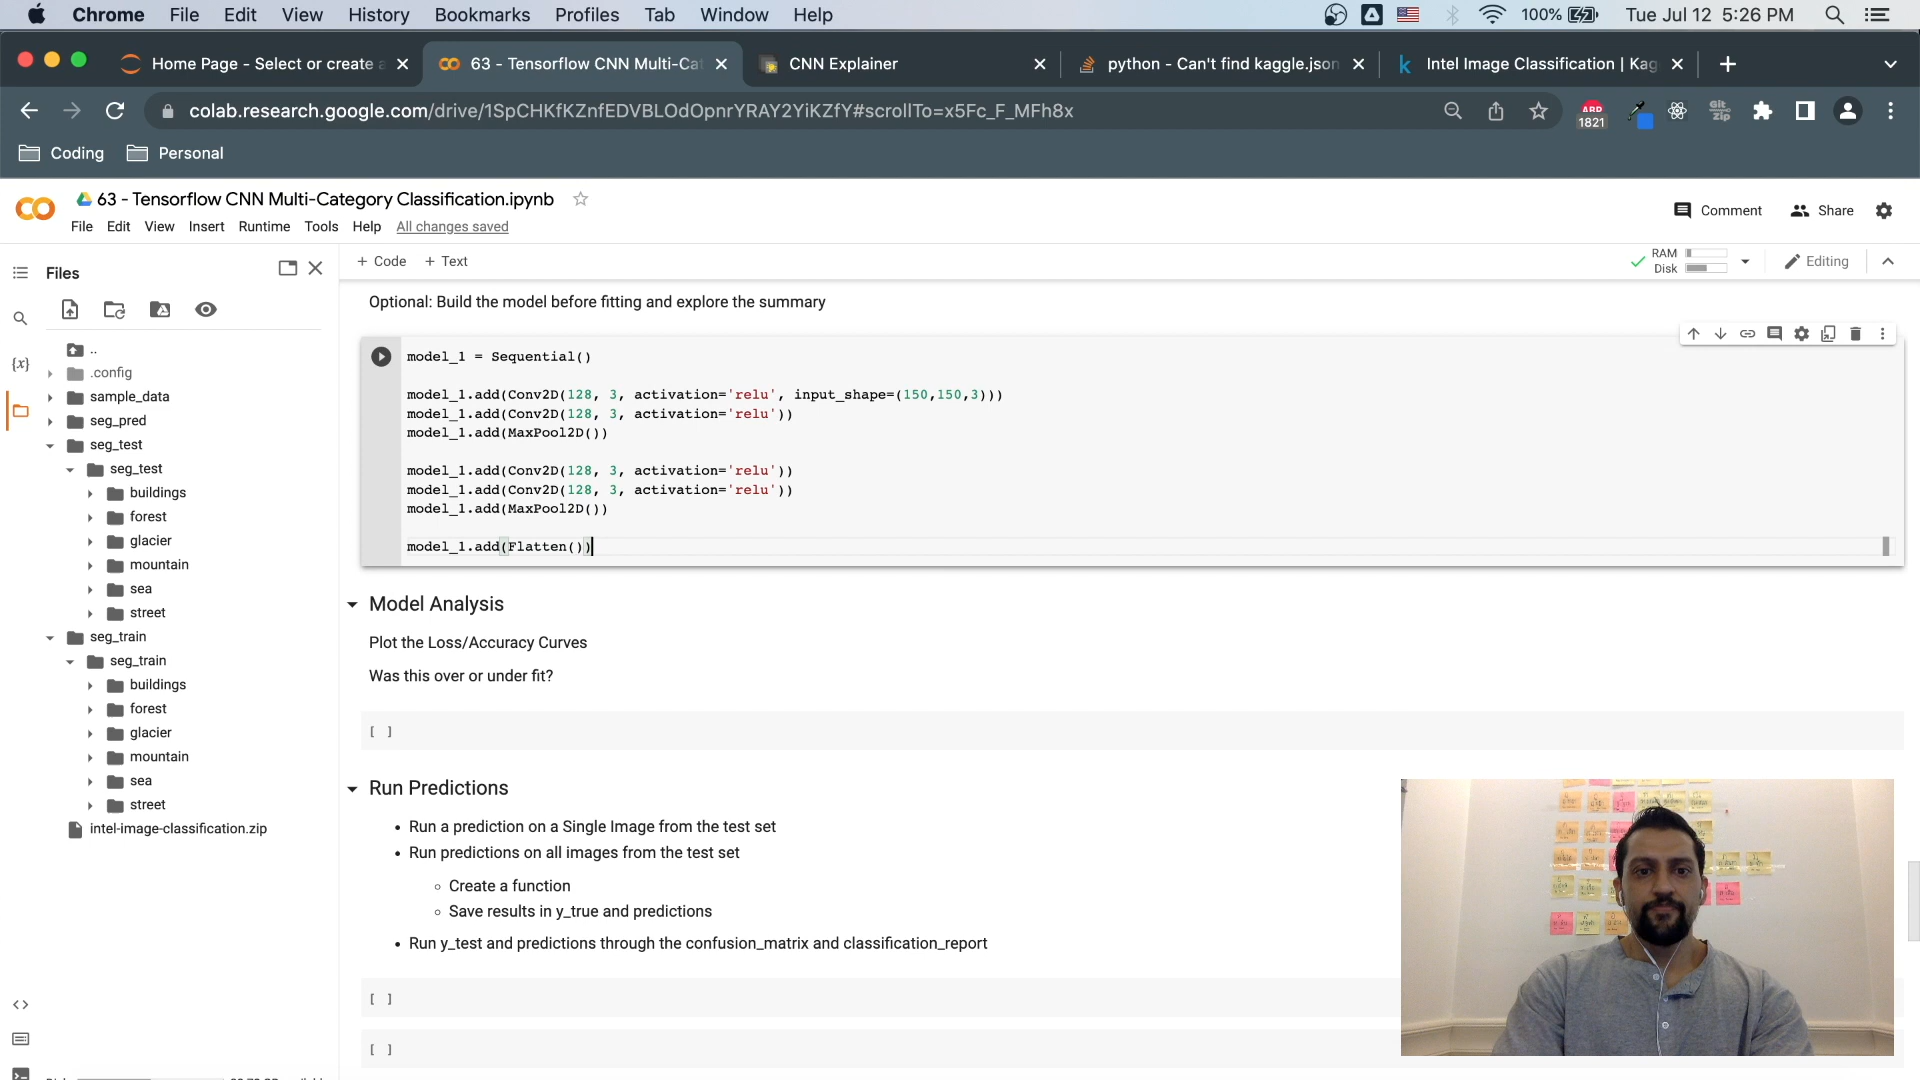 Chrome File Edit View History Bookmarks Profiles Tab Window Help 100% Tue Jul 12 5:26 PM
Home Page - Select or create a 63 - Tensorflow CNN Multi-Cat CNN Explainer python - Can't find kaggle.json Intel Image Classification | Kag
colab.research.google.com/drive/1SpCHKfKZnfEDVBLOdOpnrYRAY2YiKZfY#scrollTo=x5Fc_F_MFh8x ABP 1821 Git Zip
Coding Personal
63 - Tensorflow CNN Multi-Category Classification.ipynb
File Edit View Insert Runtime Tools Help All changes saved
Comment Share
Files
+ Code + Text
RAM
Disk
Editing
..
.config
sample_data
seg_pred
seg_test
seg_test
buildings
forest
glacier
mountain
sea
street
seg_train
seg_train
buildings
forest
glacier
mountain
sea
street
intel-image-classification.zip
Optional: Build the model before fitting and explore the summary
model_1 = Sequential()
model_1.add(Conv2D(128, 3, activation='relu', input_shape=(150,150,3)))
model_1.add(Conv2D(128, 3, activation='relu'))
model_1.add(MaxPool2D())
model_1.add(Conv2D(128, 3, activation='relu'))
model_1.add(Conv2D(128, 3, activation='relu'))
model_1.add(MaxPool2D())
model_1.add(Flatten())
Model Analysis
Plot the Loss/Accuracy Curves
Was this over or under fit?
[ ]
Run Predictions
• Run a prediction on a Single Image from the test set
• Run predictions on all images from the test set
◦ Create a function
◦ Save results in y_true and predictions
• Run y_test and predictions through the confusion_matrix and classification_report
[ ]
[ ]